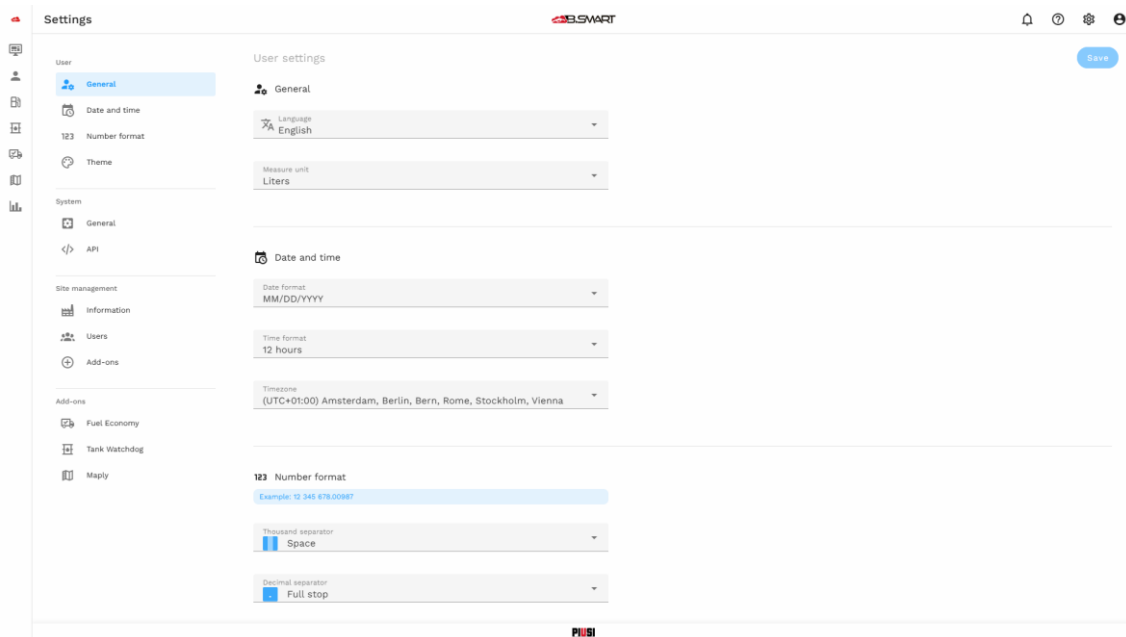 Settings
B.SMART
User
General
Date and time
123 Number format
Theme
System
General
API
Site management
Information
Users
Add-ons
Add-ons
Fuel Economy
Tank Watchdog
Maply
User settings
Save
General
Language
English
Measure unit
Liters
Date and time
Date format
MM/DD/YYYY
Time format
12 hours
Timezone
(UTC+01:00) Amsterdam, Berlin, Bern, Rome, Stockholm, Vienna
123 Number format
Example: 12 345 678.00987
Thousand separator
Space
Decimal separator
Full stop
PIUSI